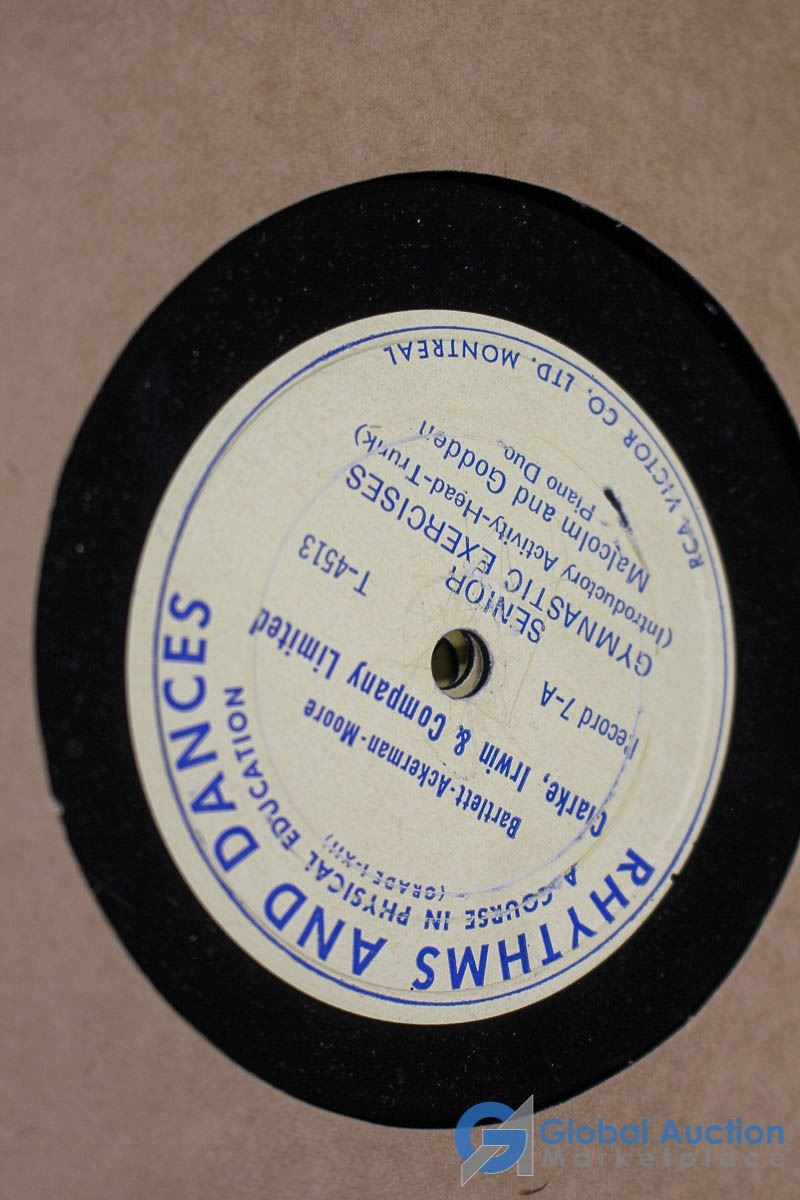 RHYTHMS AND DANCES
A COURSE IN PHYSICAL EDUCATION
(GRADE I-XII)
Bartlett-Ackerman-Moore
Clarke, Irwin & Company Limited
Record 7-A
T-4513
SENIOR
GYMNASTIC EXERCISES
(Introductory Activity-Head-Trunk)
Malcolm and Godden
- Piano Duo
RCA VICTOR CO. LTD. MONTREAL
Global Auction
Marketplace